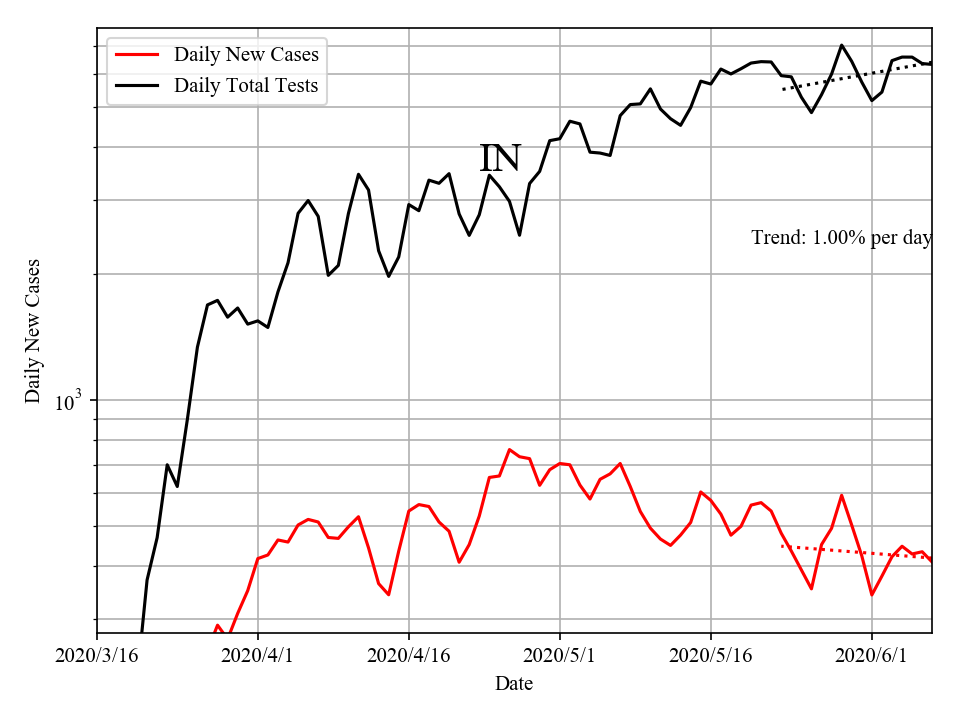 Daily New Cases
Daily Total Tests
IN
Trend: 1.00% per day
Daily New Cases
10^3
2020/3/16 2020/4/1 2020/4/16 2020/5/1 2020/5/16 2020/6/1
Date